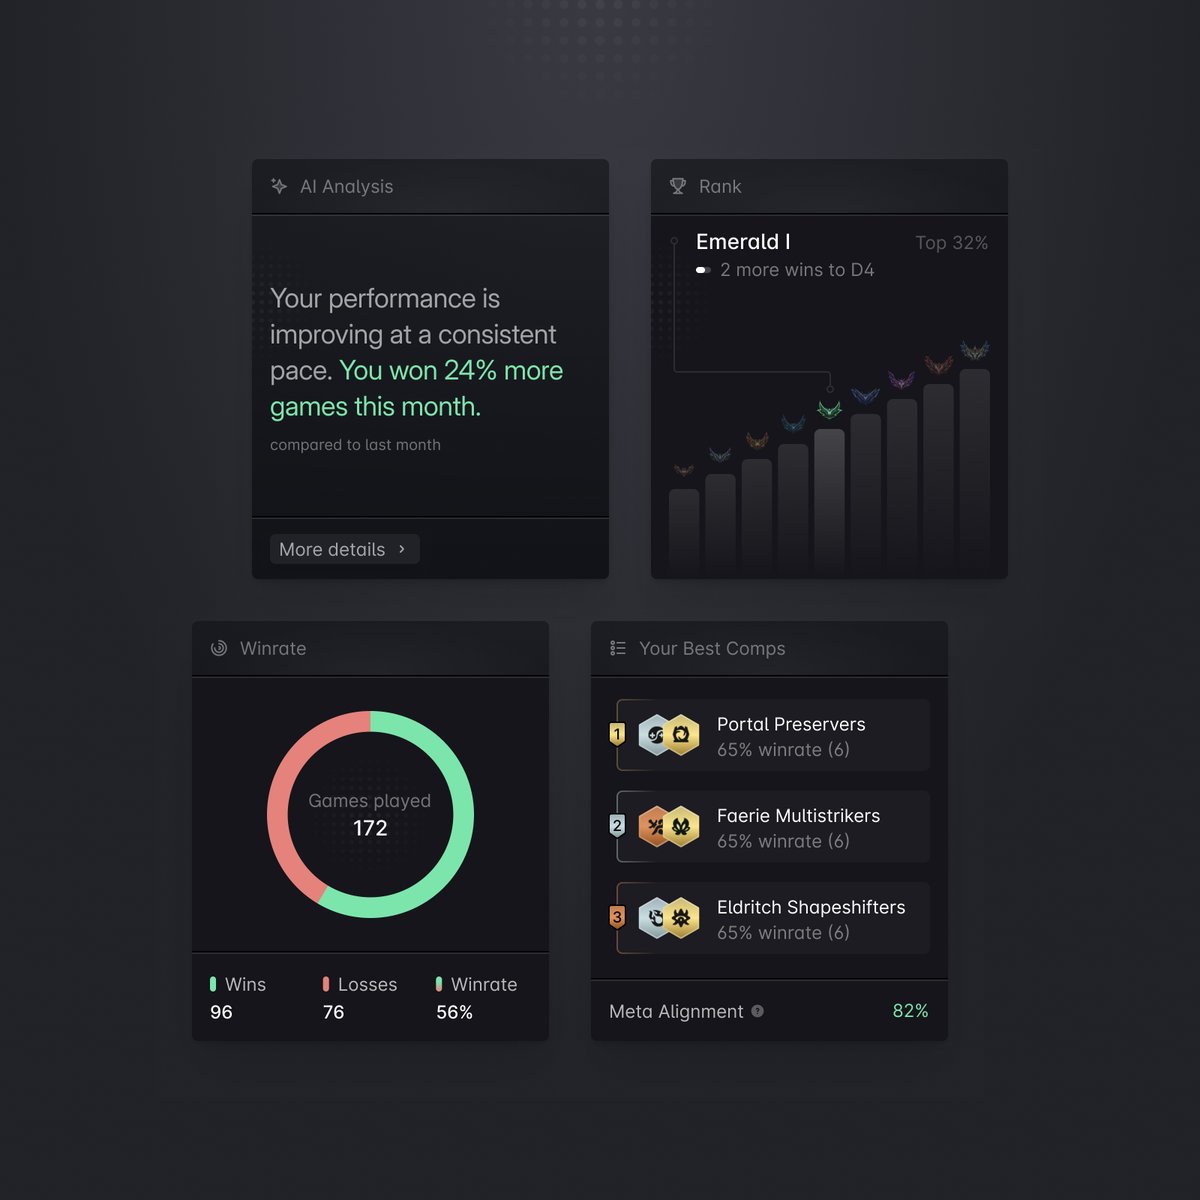 AI Analysis
Your performance is
improving at a consistent
pace. You won 24% more
games this month.
compared to last month
More details
Rank
Emerald I
Top 32%
2 more wins to D4
Winrate
Games played
172
Wins
Losses
Winrate
96
76
56%
Your Best Comps
1
Portal Preservers
65% winrate (6)
2
Faerie Multistrikers
65% winrate (6)
3
Eldritch Shapeshifters
65% winrate (6)
Meta Alignment ?
82%